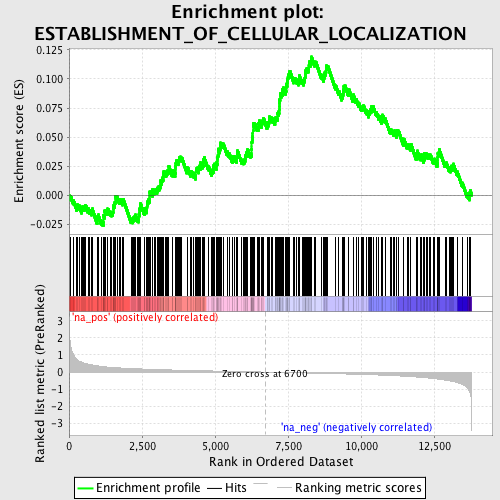 Enrichment plot:
ESTABLISHMENT_OF_CELLULAR_LOCALIZATION
Enrichment score (ES)
0.125
0.100
0.075
0.050
0.025
0.000
-0.025
'na_pos' (positively correlated)
Ranked list metric (PreRanked)
3
2
1
0
-1
-2
-3
Zero cross at 6700
'na_neg' (negatively correlated)
0
2,500
5,000
7,500
10,000
12,500
Rank in Ordered Dataset
Enrichment profile
Hits
Ranking metric scores